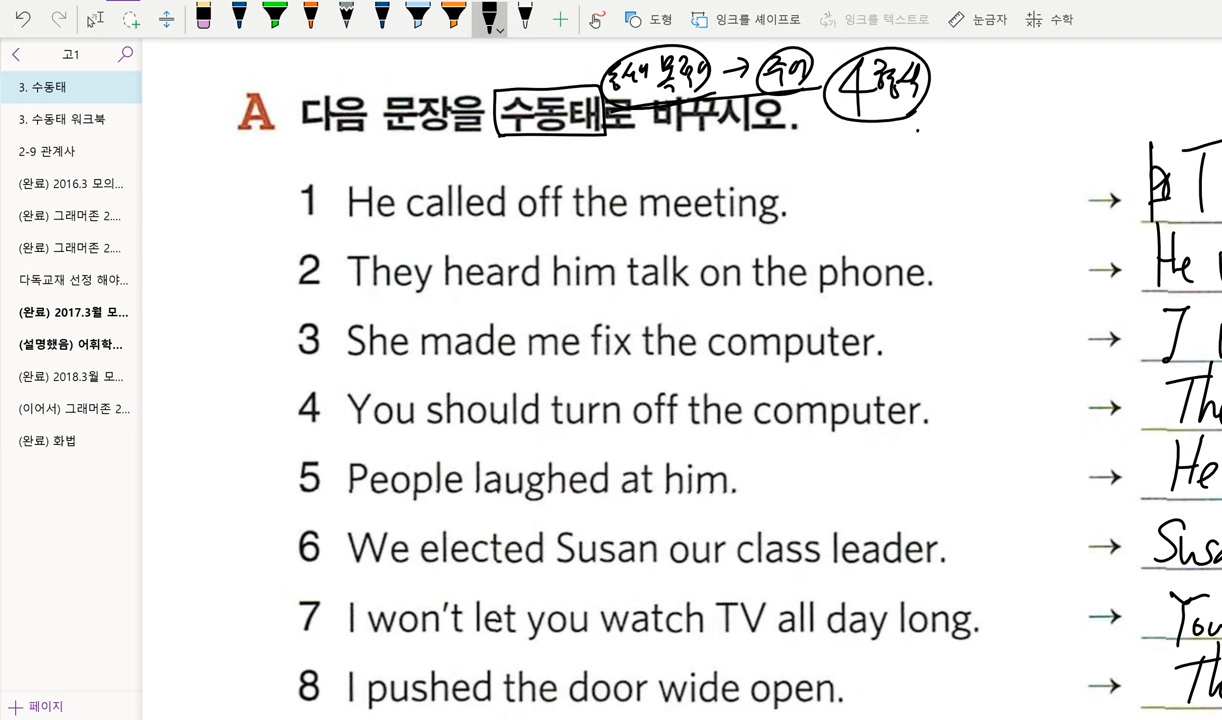 도형
잉크를 셰이프로
잉크를 텍스트로
눈금자
수학
고1
3. 수동태
3. 수동태 워크북
2-9 관계사
(완료) 2016.3 모의...
(완료) 그래머존 2....
(완료) 그래머존 2....
다독교재 선정 해야...
(완료) 2017.3월 모...
(설명했음) 어휘학...
(완료) 2018.3월 모...
(이어서) 그래머존 2...
(완료) 화법
페이지
목적어 → 주어 4형식
A 다음 문장을 수동태로 바꾸시오.
1 He called off the meeting. →
2 They heard him talk on the phone. → He
3 She made me fix the computer. → I
4 You should turn off the computer. → Th
5 People laughed at him. → He
6 We elected Susan our class leader. → Susa
7 I won't let you watch TV all day long. → You
8 I pushed the door wide open. → Th